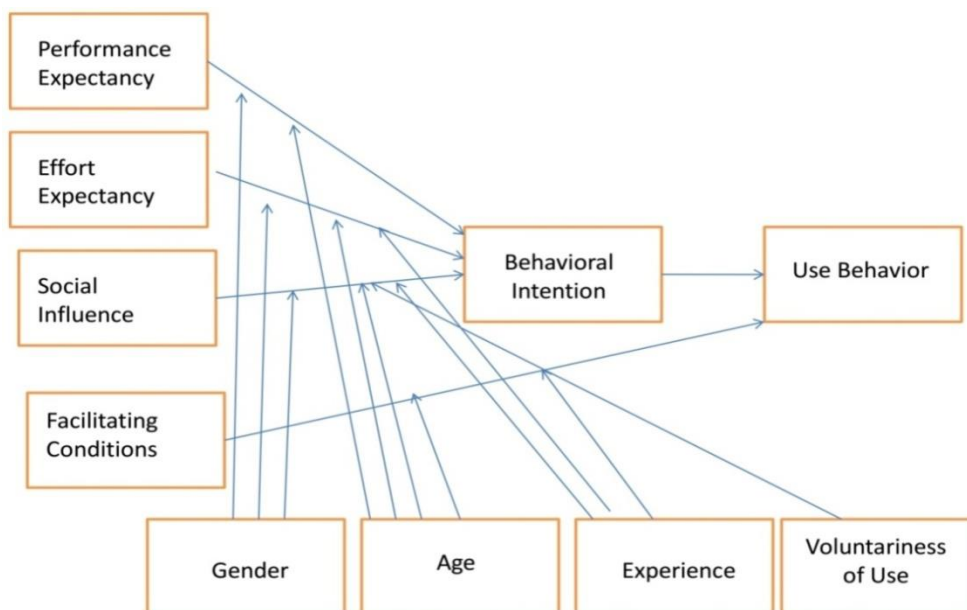 Performance
Expectancy
Effort
Expectancy
Social
Influence
Facilitating
Conditions
Behavioral
Intention
Use Behavior
Gender
Age
Experience
Voluntariness
of Use